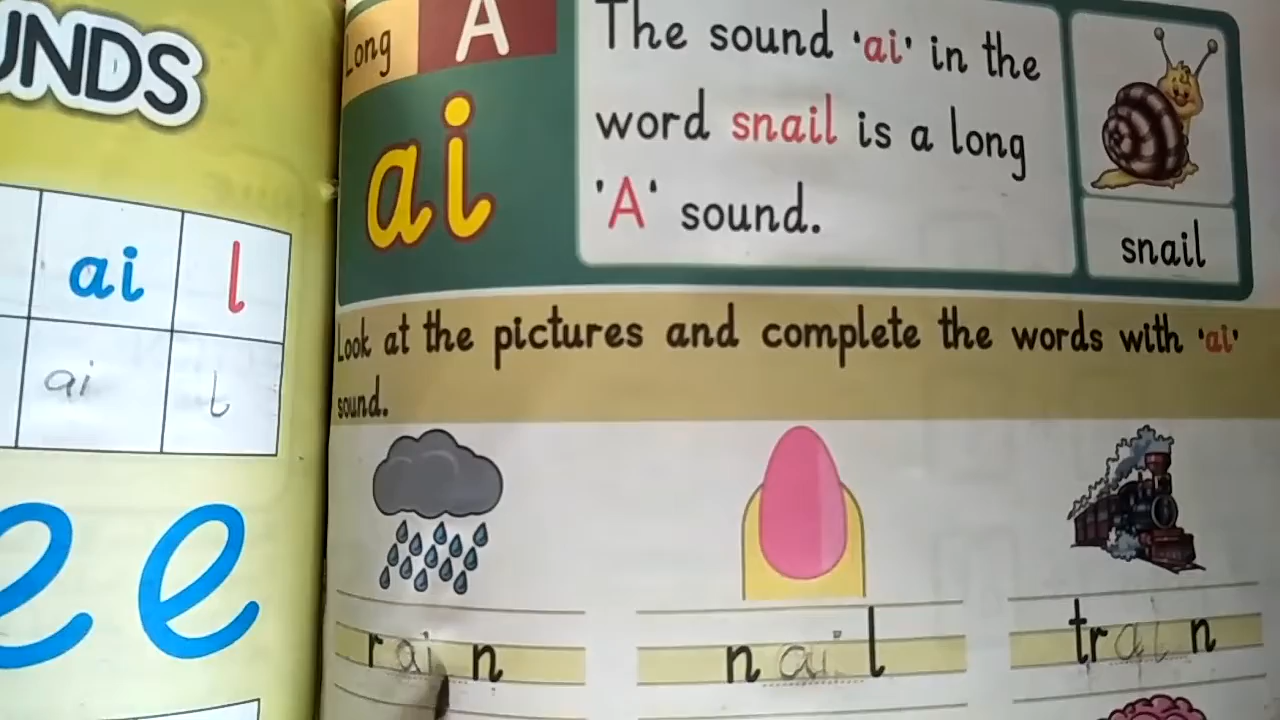 UNDS
ai l
ai l
e e
Long A
ai
The sound 'ai' in the
word snail is a long
'A' sound.
snail
Look at the pictures and complete the words with 'ai'
sound.
rain nail train